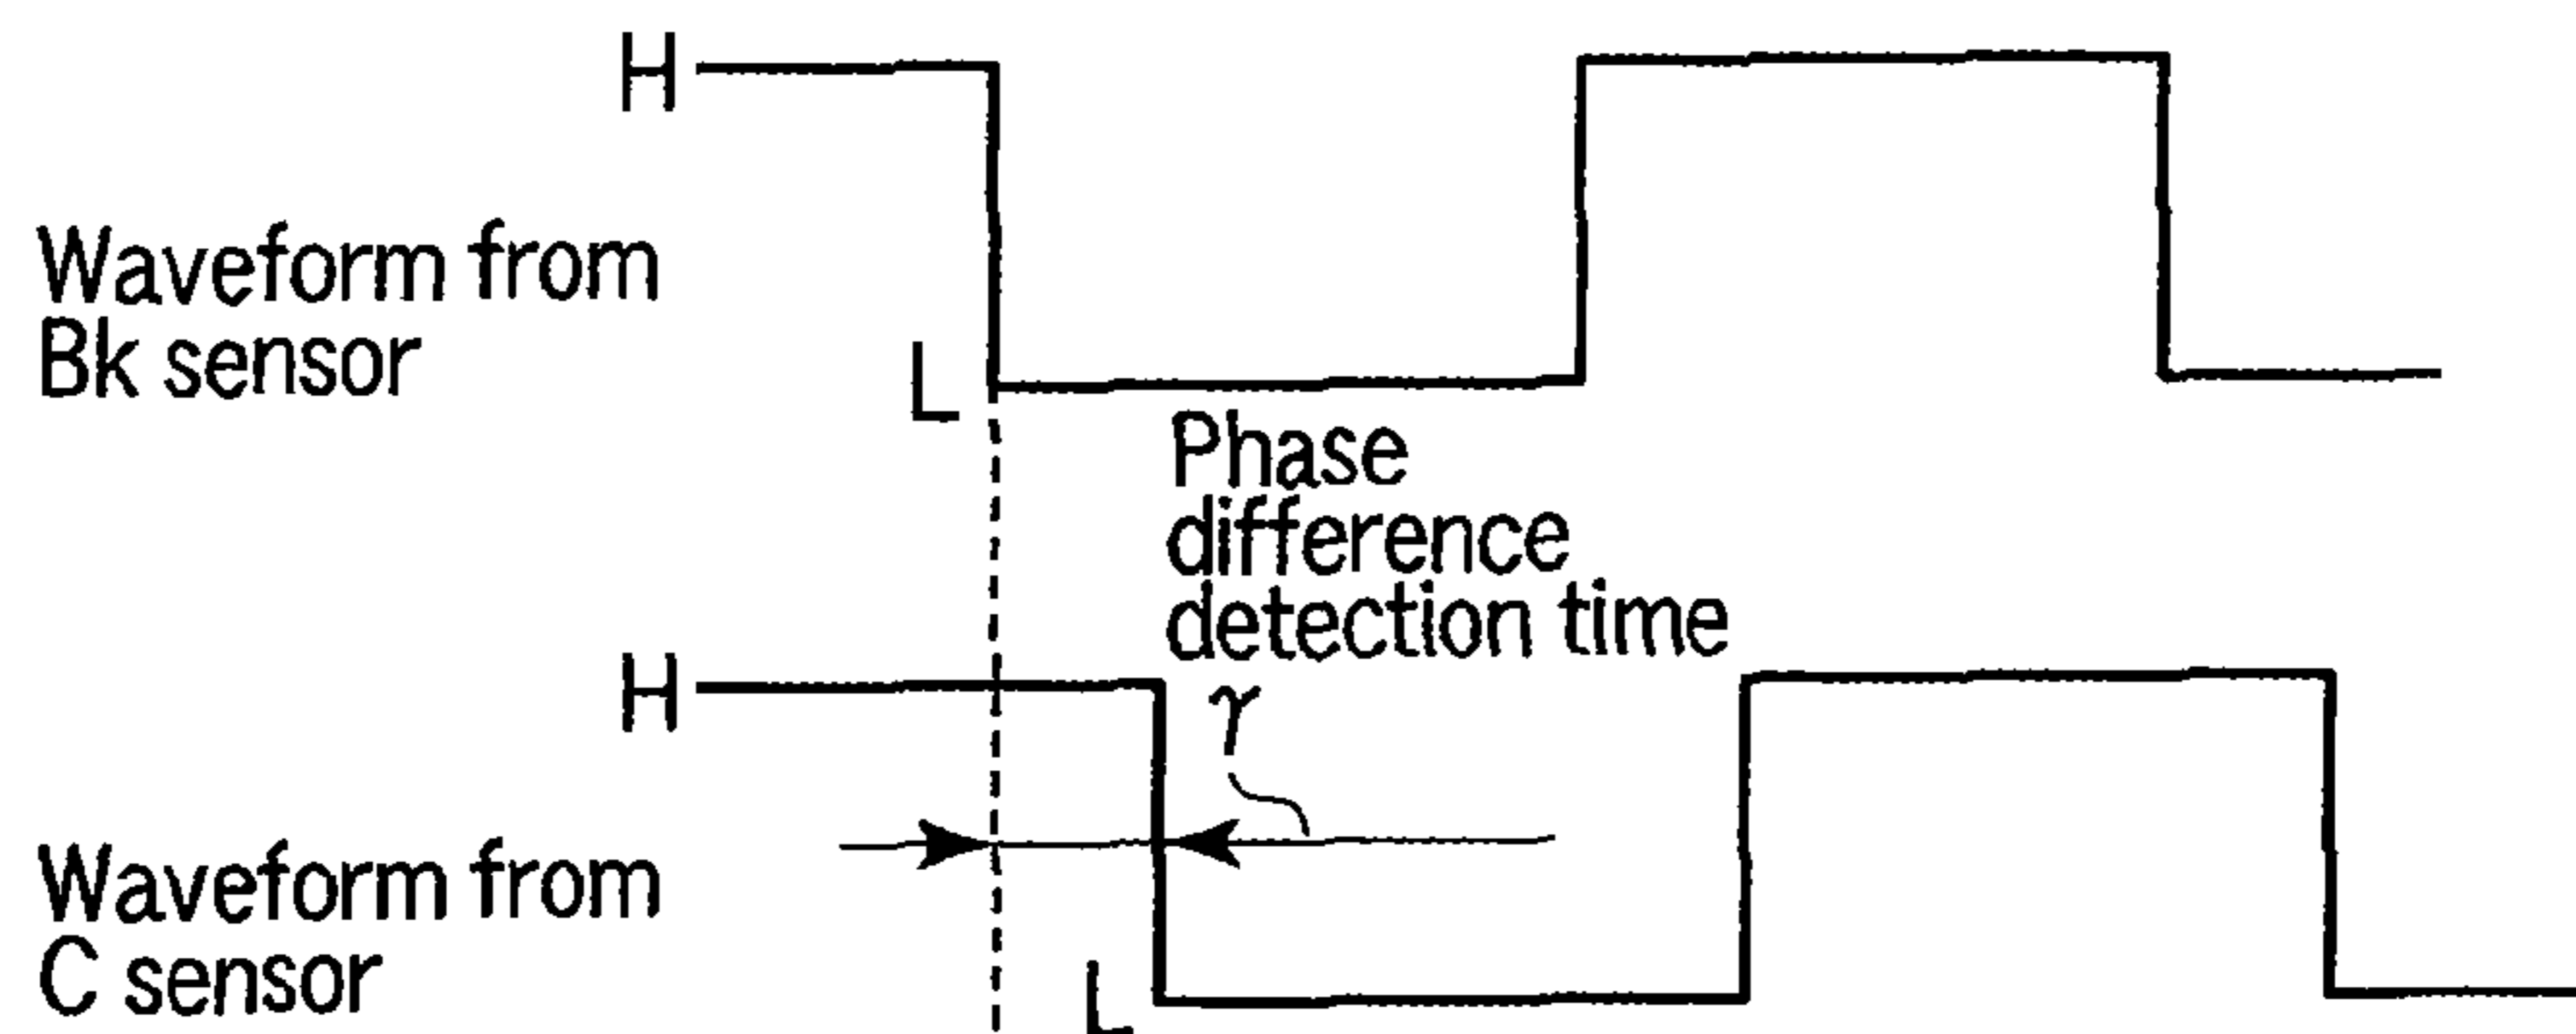 H
Waveform from
Bk sensor
L
Phase
difference
detection time
H
γ
Waveform from
C sensor
L